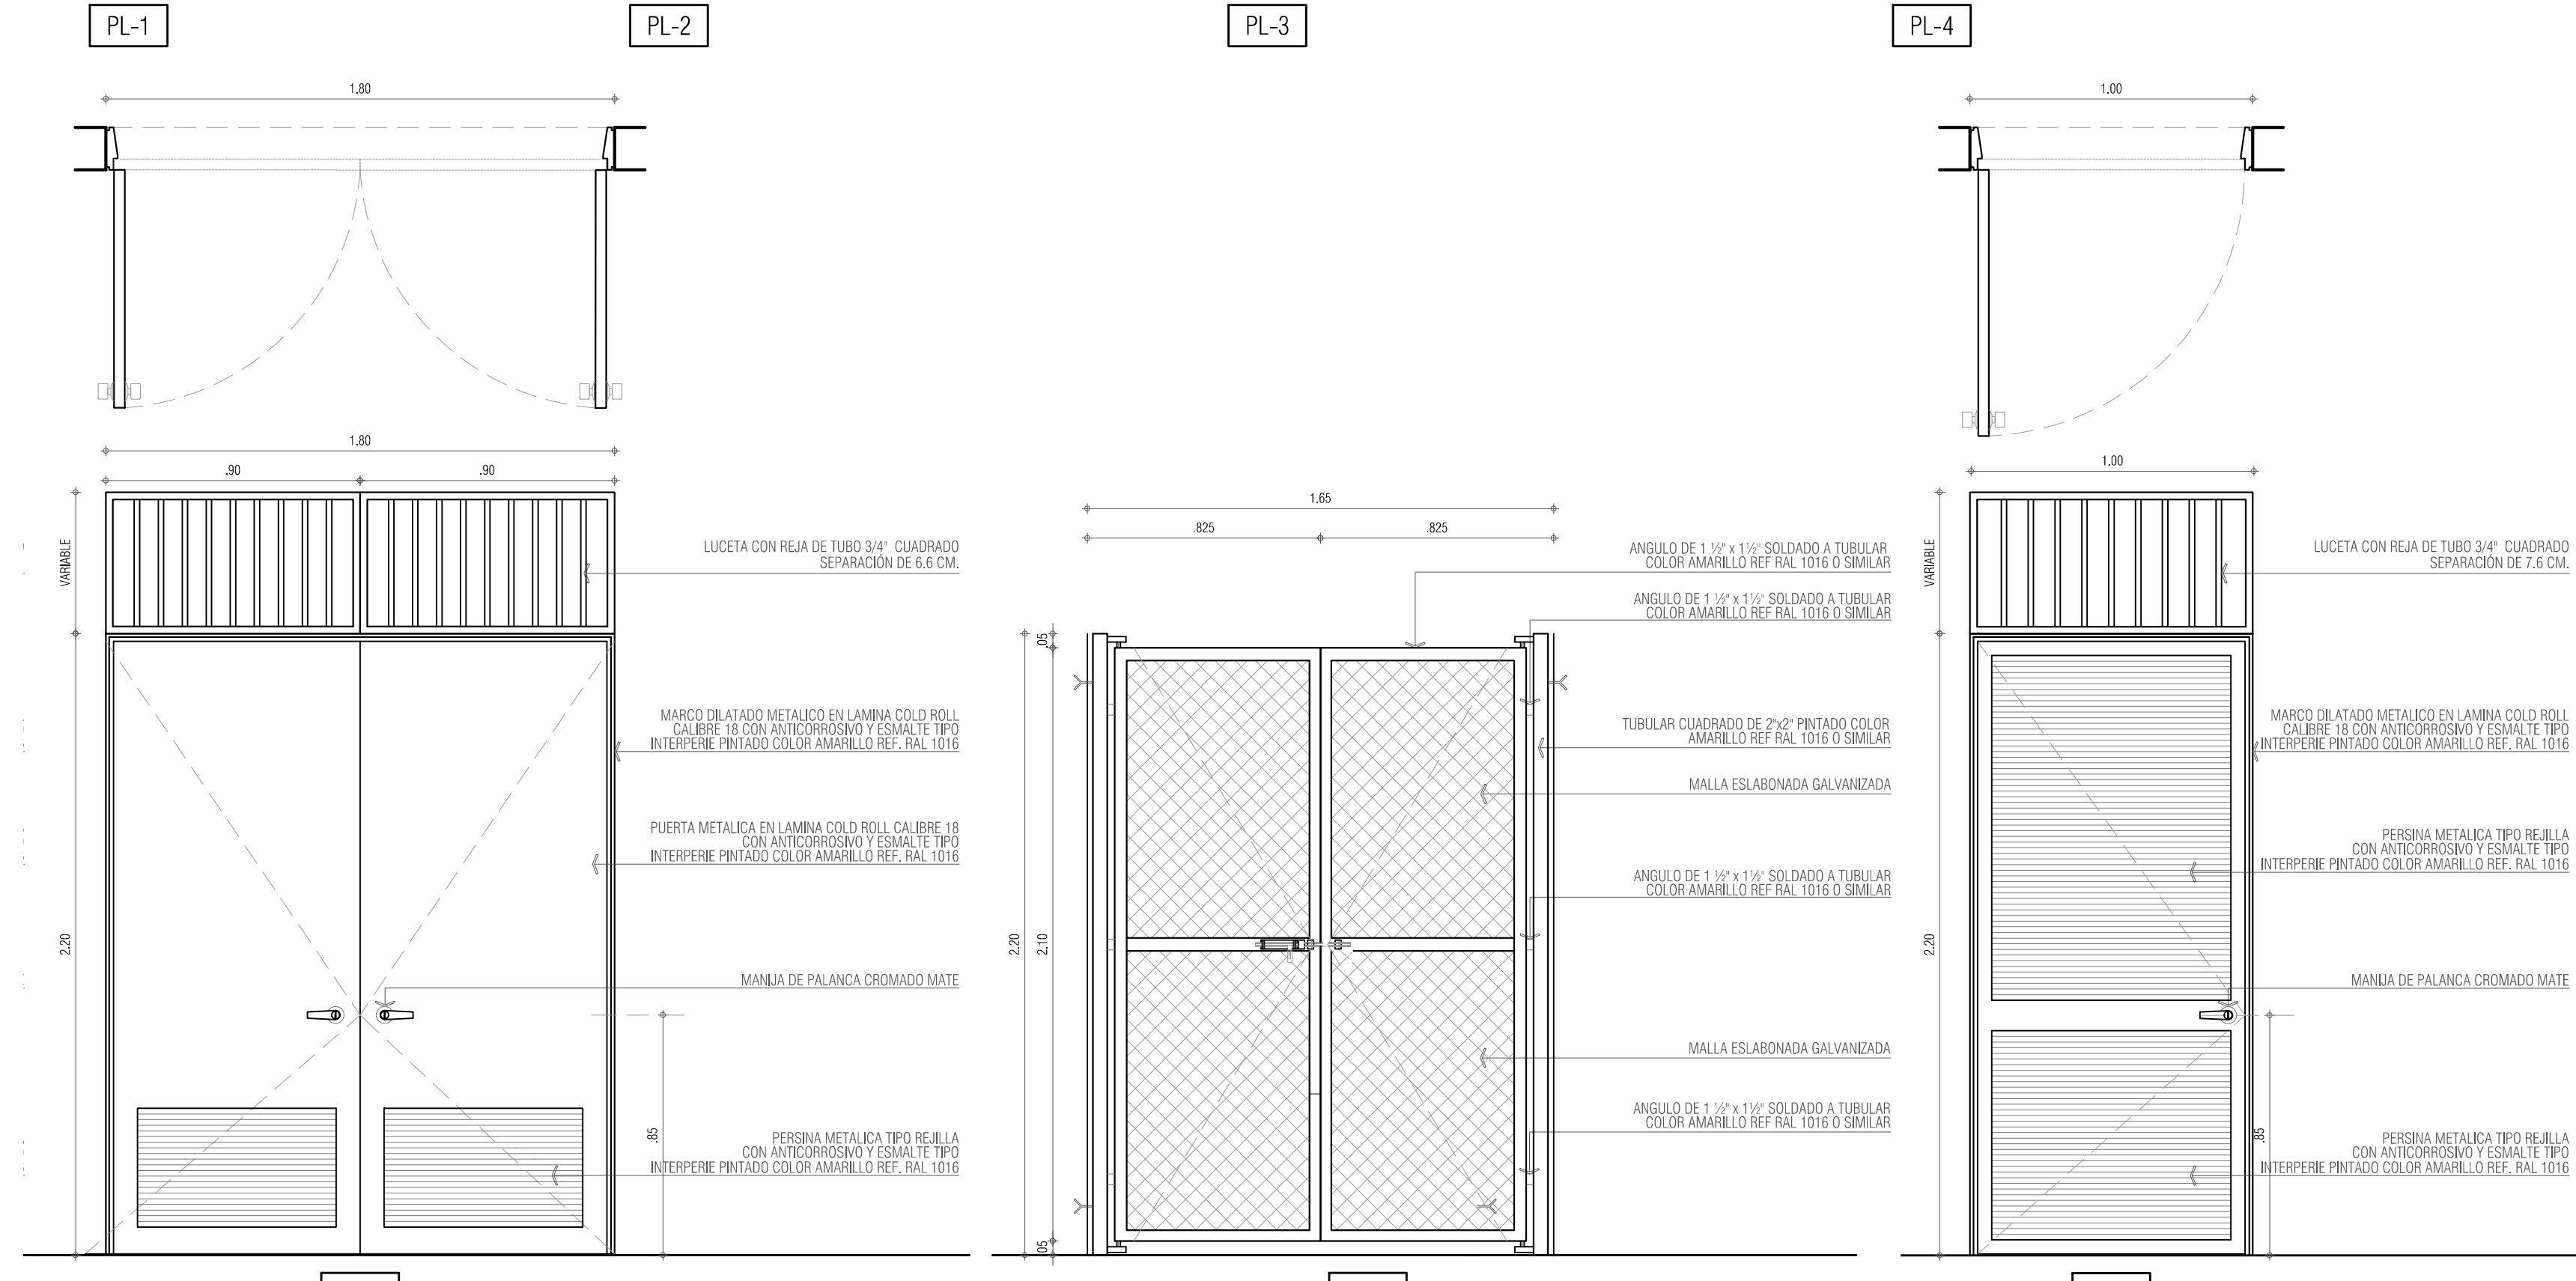 PL-1
PL-2
PL-3
PL-4
1.80
1.00
1.80
.90
.90
VARIABLE
2.20
.85
LUCETA CON REJA DE TUBO 3/4" CUADRADO
SEPARACIÓN DE 6.6 CM.
MARCO DILATADO METALICO EN LAMINA COLD ROLL
CALIBRE 18 CON ANTICORROSIVO Y ESMALTE TIPO
INTERPERIE PINTADO COLOR AMARILLO REF. RAL 1016
PUERTA METALICA EN LAMINA COLD ROLL CALIBRE 18
CON ANTICORROSIVO Y ESMALTE TIPO
INTERPERIE PINTADO COLOR AMARILLO REF. RAL 1016
MANIJA DE PALANCA CROMADO MATE
PERSINA METALICA TIPO REJILLA
CON ANTICORROSIVO Y ESMALTE TIPO
INTERPERIE PINTADO COLOR AMARILLO REF. RAL 1016
1.65
.825
.825
.05
2.20
2.10
.05
ANGULO DE 1 ½" x 1½" SOLDADO A TUBULAR
COLOR AMARILLO REF RAL 1016 O SIMILAR
ANGULO DE 1 ½" x 1½" SOLDADO A TUBULAR
COLOR AMARILLO REF RAL 1016 O SIMILAR
TUBULAR CUADRADO DE 2"x2" PINTADO COLOR
AMARILLO REF RAL 1016 O SIMILAR
MALLA ESLABONADA GALVANIZADA
ANGULO DE 1 ½" x 1½" SOLDADO A TUBULAR
COLOR AMARILLO REF RAL 1016 O SIMILAR
MALLA ESLABONADA GALVANIZADA
ANGULO DE 1 ½" x 1½" SOLDADO A TUBULAR
COLOR AMARILLO REF RAL 1016 O SIMILAR
1.00
VARIABLE
2.20
.85
LUCETA CON REJA DE TUBO 3/4" CUADRADO
SEPARACIÓN DE 7.6 CM.
MARCO DILATADO METALICO EN LAMINA COLD ROLL
CALIBRE 18 CON ANTICORROSIVO Y ESMALTE TIPO
INTERPERIE PINTADO COLOR AMARILLO REF. RAL 1016
PERSINA METALICA TIPO REJILLA
CON ANTICORROSIVO Y ESMALTE TIPO
INTERPERIE PINTADO COLOR AMARILLO REF. RAL 1016
MANIJA DE PALANCA CROMADO MATE
PERSINA METALICA TIPO REJILLA
CON ANTICORROSIVO Y ESMALTE TIPO
INTERPERIE PINTADO COLOR AMARILLO REF. RAL 1016